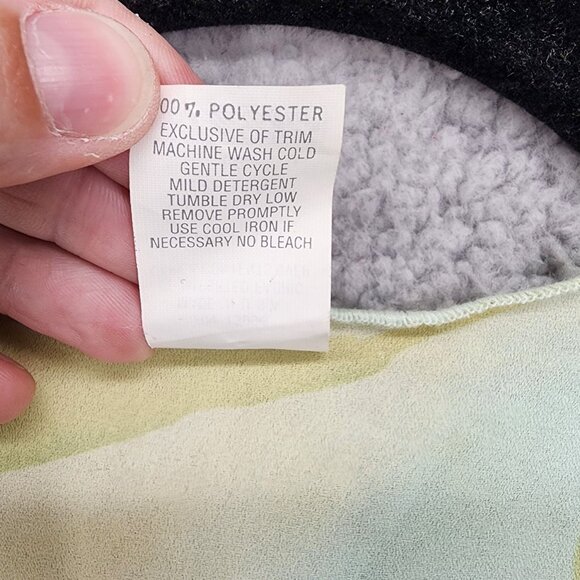 00% POLYESTER
EXCLUSIVE OF TRIM
MACHINE WASH COLD
GENTLE CYCLE
MILD DETERGENT
TUMBLE DRY LOW
REMOVE PROMPTLY
USE COOL IRON IF
NECESSARY NO BLEACH